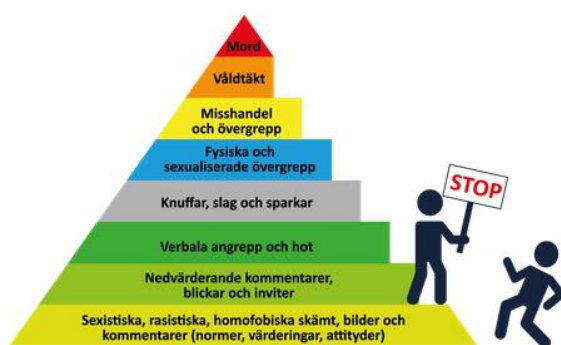 Mord
Våldtäkt
Misshandel
och övergrepp
Fysiska och
sexualiserade övergrepp
STOP
Knuffar, slag och sparkar
Verbala angrepp och hot
Nedvärderande kommentarer,
blickar och inviter
Sexistiska, rasistiska, homofobiska skämt, bilder och
kommentarer (normer, värderingar, attityder)